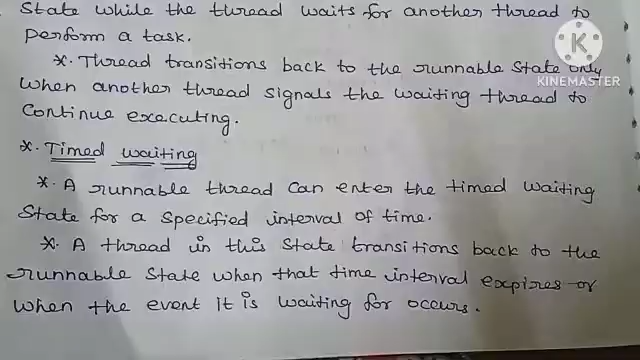 State while the thread waits for another thread to
perform a task.
*. Thread transitions back to the runnable state only
when another thread signals the waiting thread to
continue executing.
*. Timed waiting
*. A runnable thread can enter the timed waiting
state for a specified interval of time.
*. A thread in this state transitions back to the
runnable state when that time interval expires or
when the event it is waiting for occurs.
K
KINEMASTER